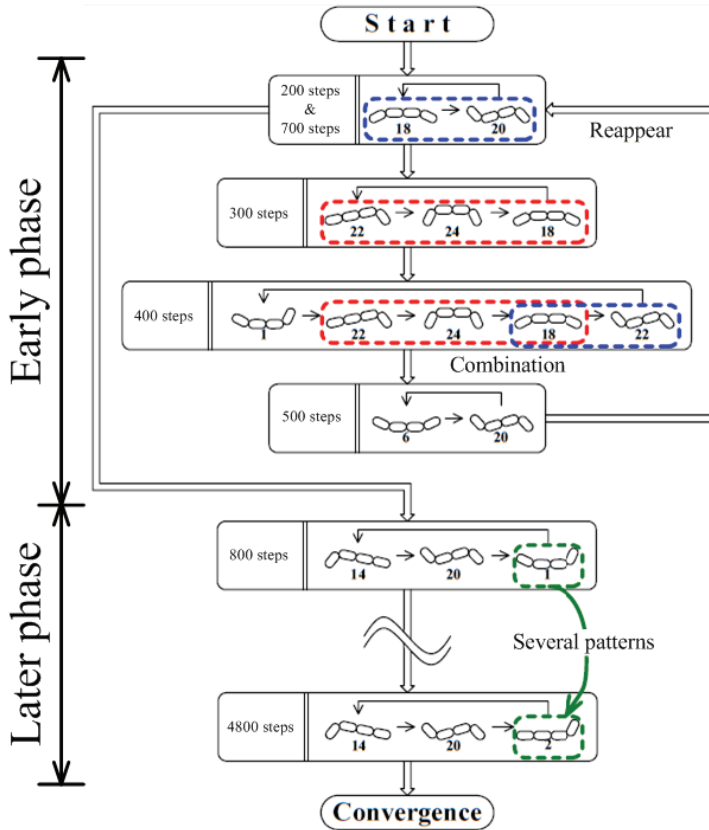 Start
Early phase
200 steps
&
700 steps
18 20
Reappear
300 steps
22 24 18
400 steps
1 22 24 18 22
Combination
500 steps
6 20
Later phase
800 steps
14 20 1
Several patterns
4800 steps
14 20 2
Convergence